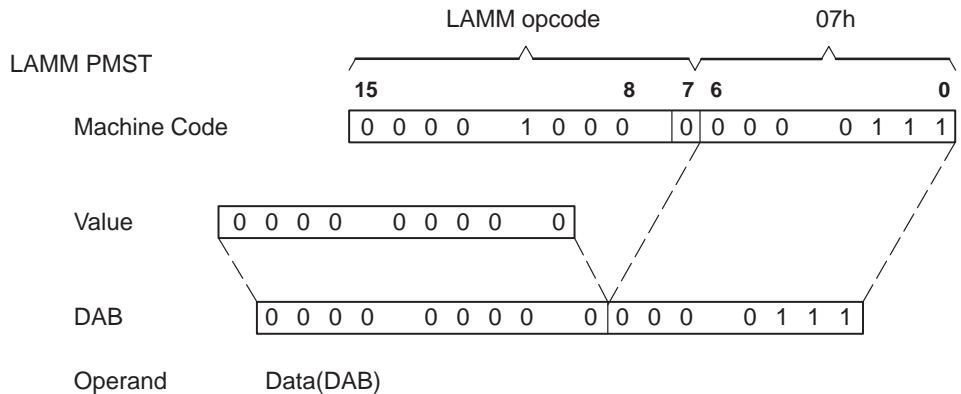 LAMM opcode 07h
LAMM PMST
15 8 7 6 0
Machine Code 0 0 0 0 1 0 0 0 0 0 0 0 0 1 1 1
Value 0 0 0 0 0 0 0 0 0
DAB 0 0 0 0 0 0 0 0 0 0 0 0 0 1 1 1
Operand Data(DAB)